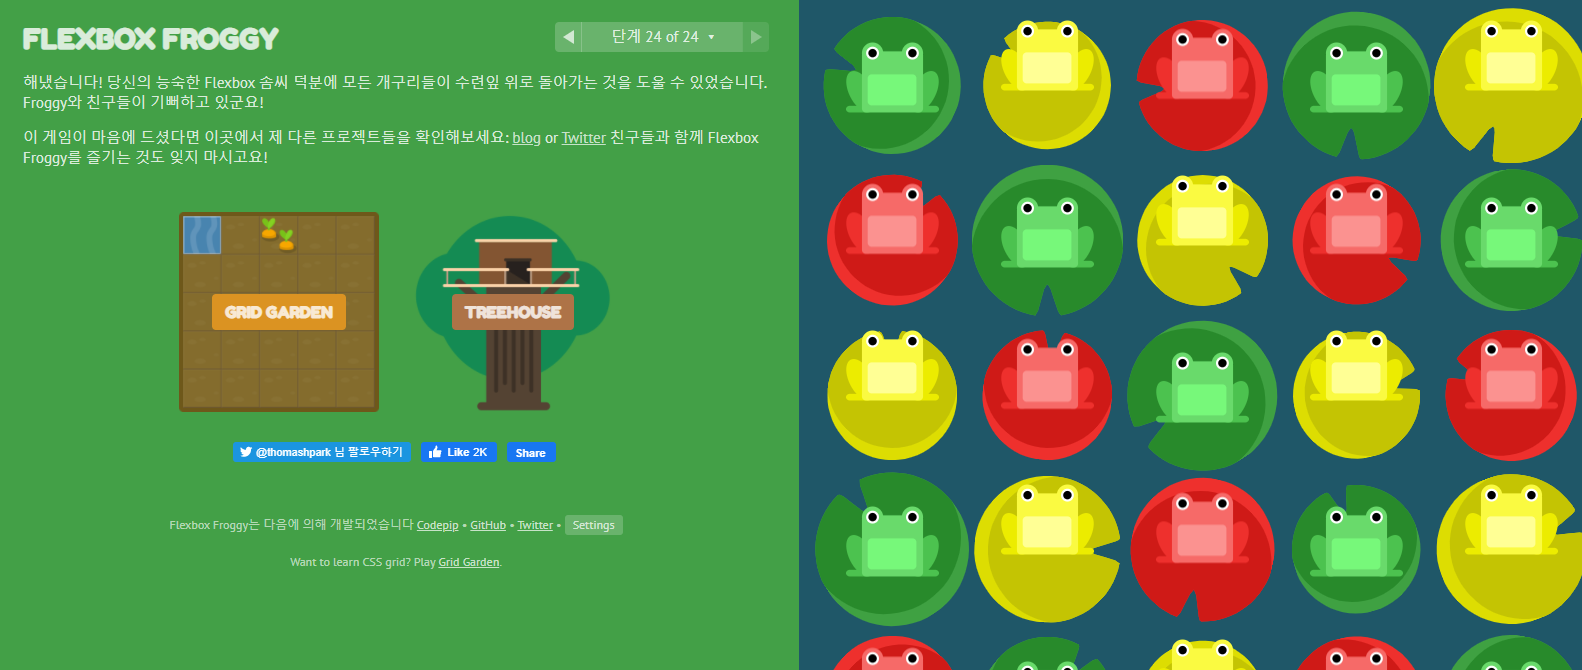 FLEXBOX FROGGY
단계 24 of 24
해냈습니다! 당신의 능숙한 Flexbox 솜씨 덕분에 모든 개구리들이 수련잎 위로 돌아가는 것을 도울 수 있었습니다.
Froggy와 친구들이 기뻐하고 있군요!
이 게임이 마음에 드셨다면 이곳에서 제 다른 프로젝트들을 확인해보세요: blog or Twitter 친구들과 함께 Flexbox
Froggy를 즐기는 것도 잊지 마시고요!
GRID GARDEN
TREEHOUSE
@thomashpark 님 팔로우하기
Like 2K
Share
Flexbox Froggy는 다음에 의해 개발되었습니다 Codepip • GitHub • Twitter • Settings
Want to learn CSS grid? Play Grid Garden.